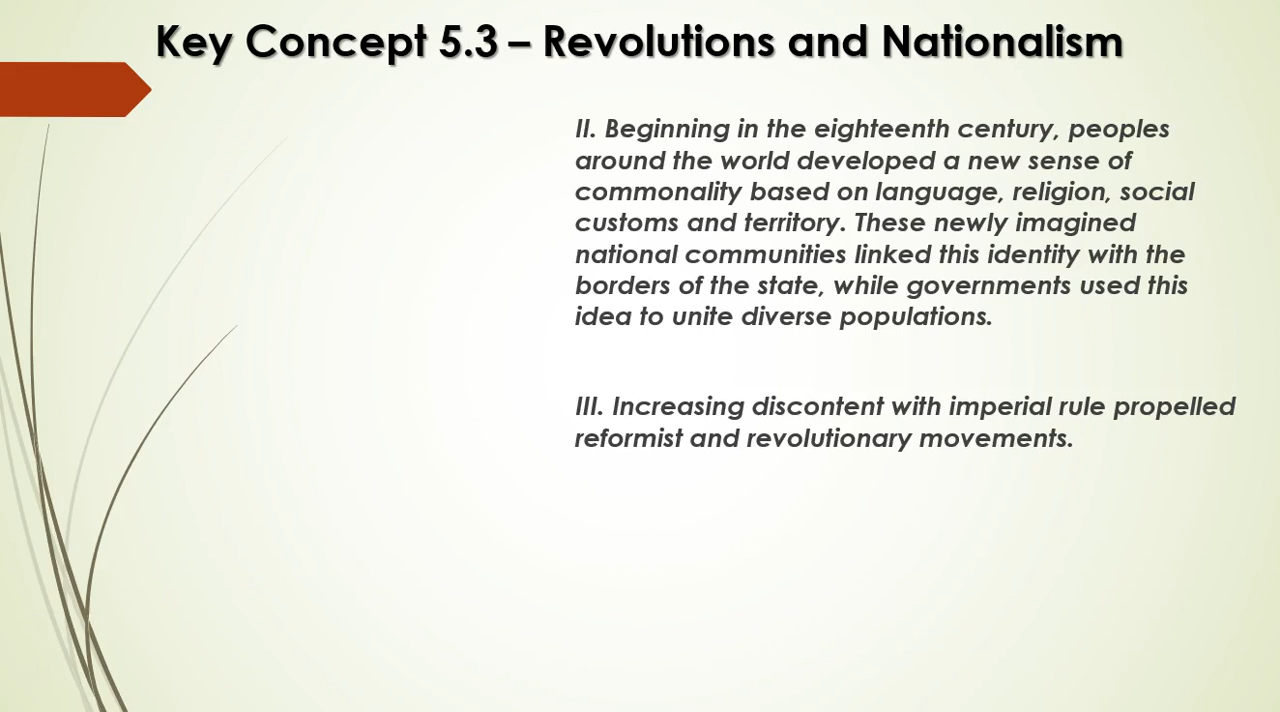 Key Concept 5.3 – Revolutions and Nationalism
II. Beginning in the eighteenth century, peoples
around the world developed a new sense of
commonality based on language, religion, social
customs and territory. These newly imagined
national communities linked this identity with the
borders of the state, while governments used this
idea to unite diverse populations.
III. Increasing discontent with imperial rule propelled
reformist and revolutionary movements.